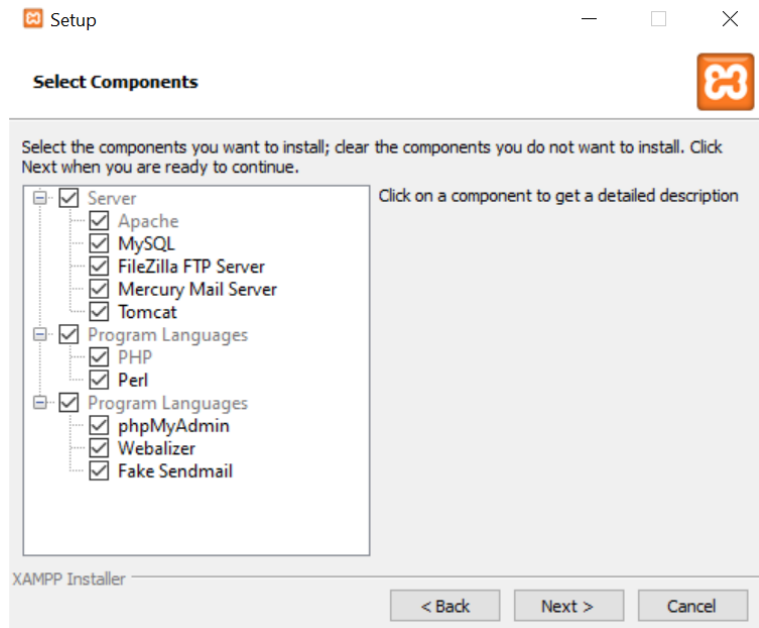 Setup
Select Components
Select the components you want to install; clear the components you do not want to install. Click
Next when you are ready to continue.
Server
Apache
MySQL
FileZilla FTP Server
Mercury Mail Server
Tomcat
Program Languages
PHP
Perl
Program Languages
phpMyAdmin
Webalizer
Fake Sendmail
Click on a component to get a detailed description
XAMPP Installer
< Back
Next >
Cancel